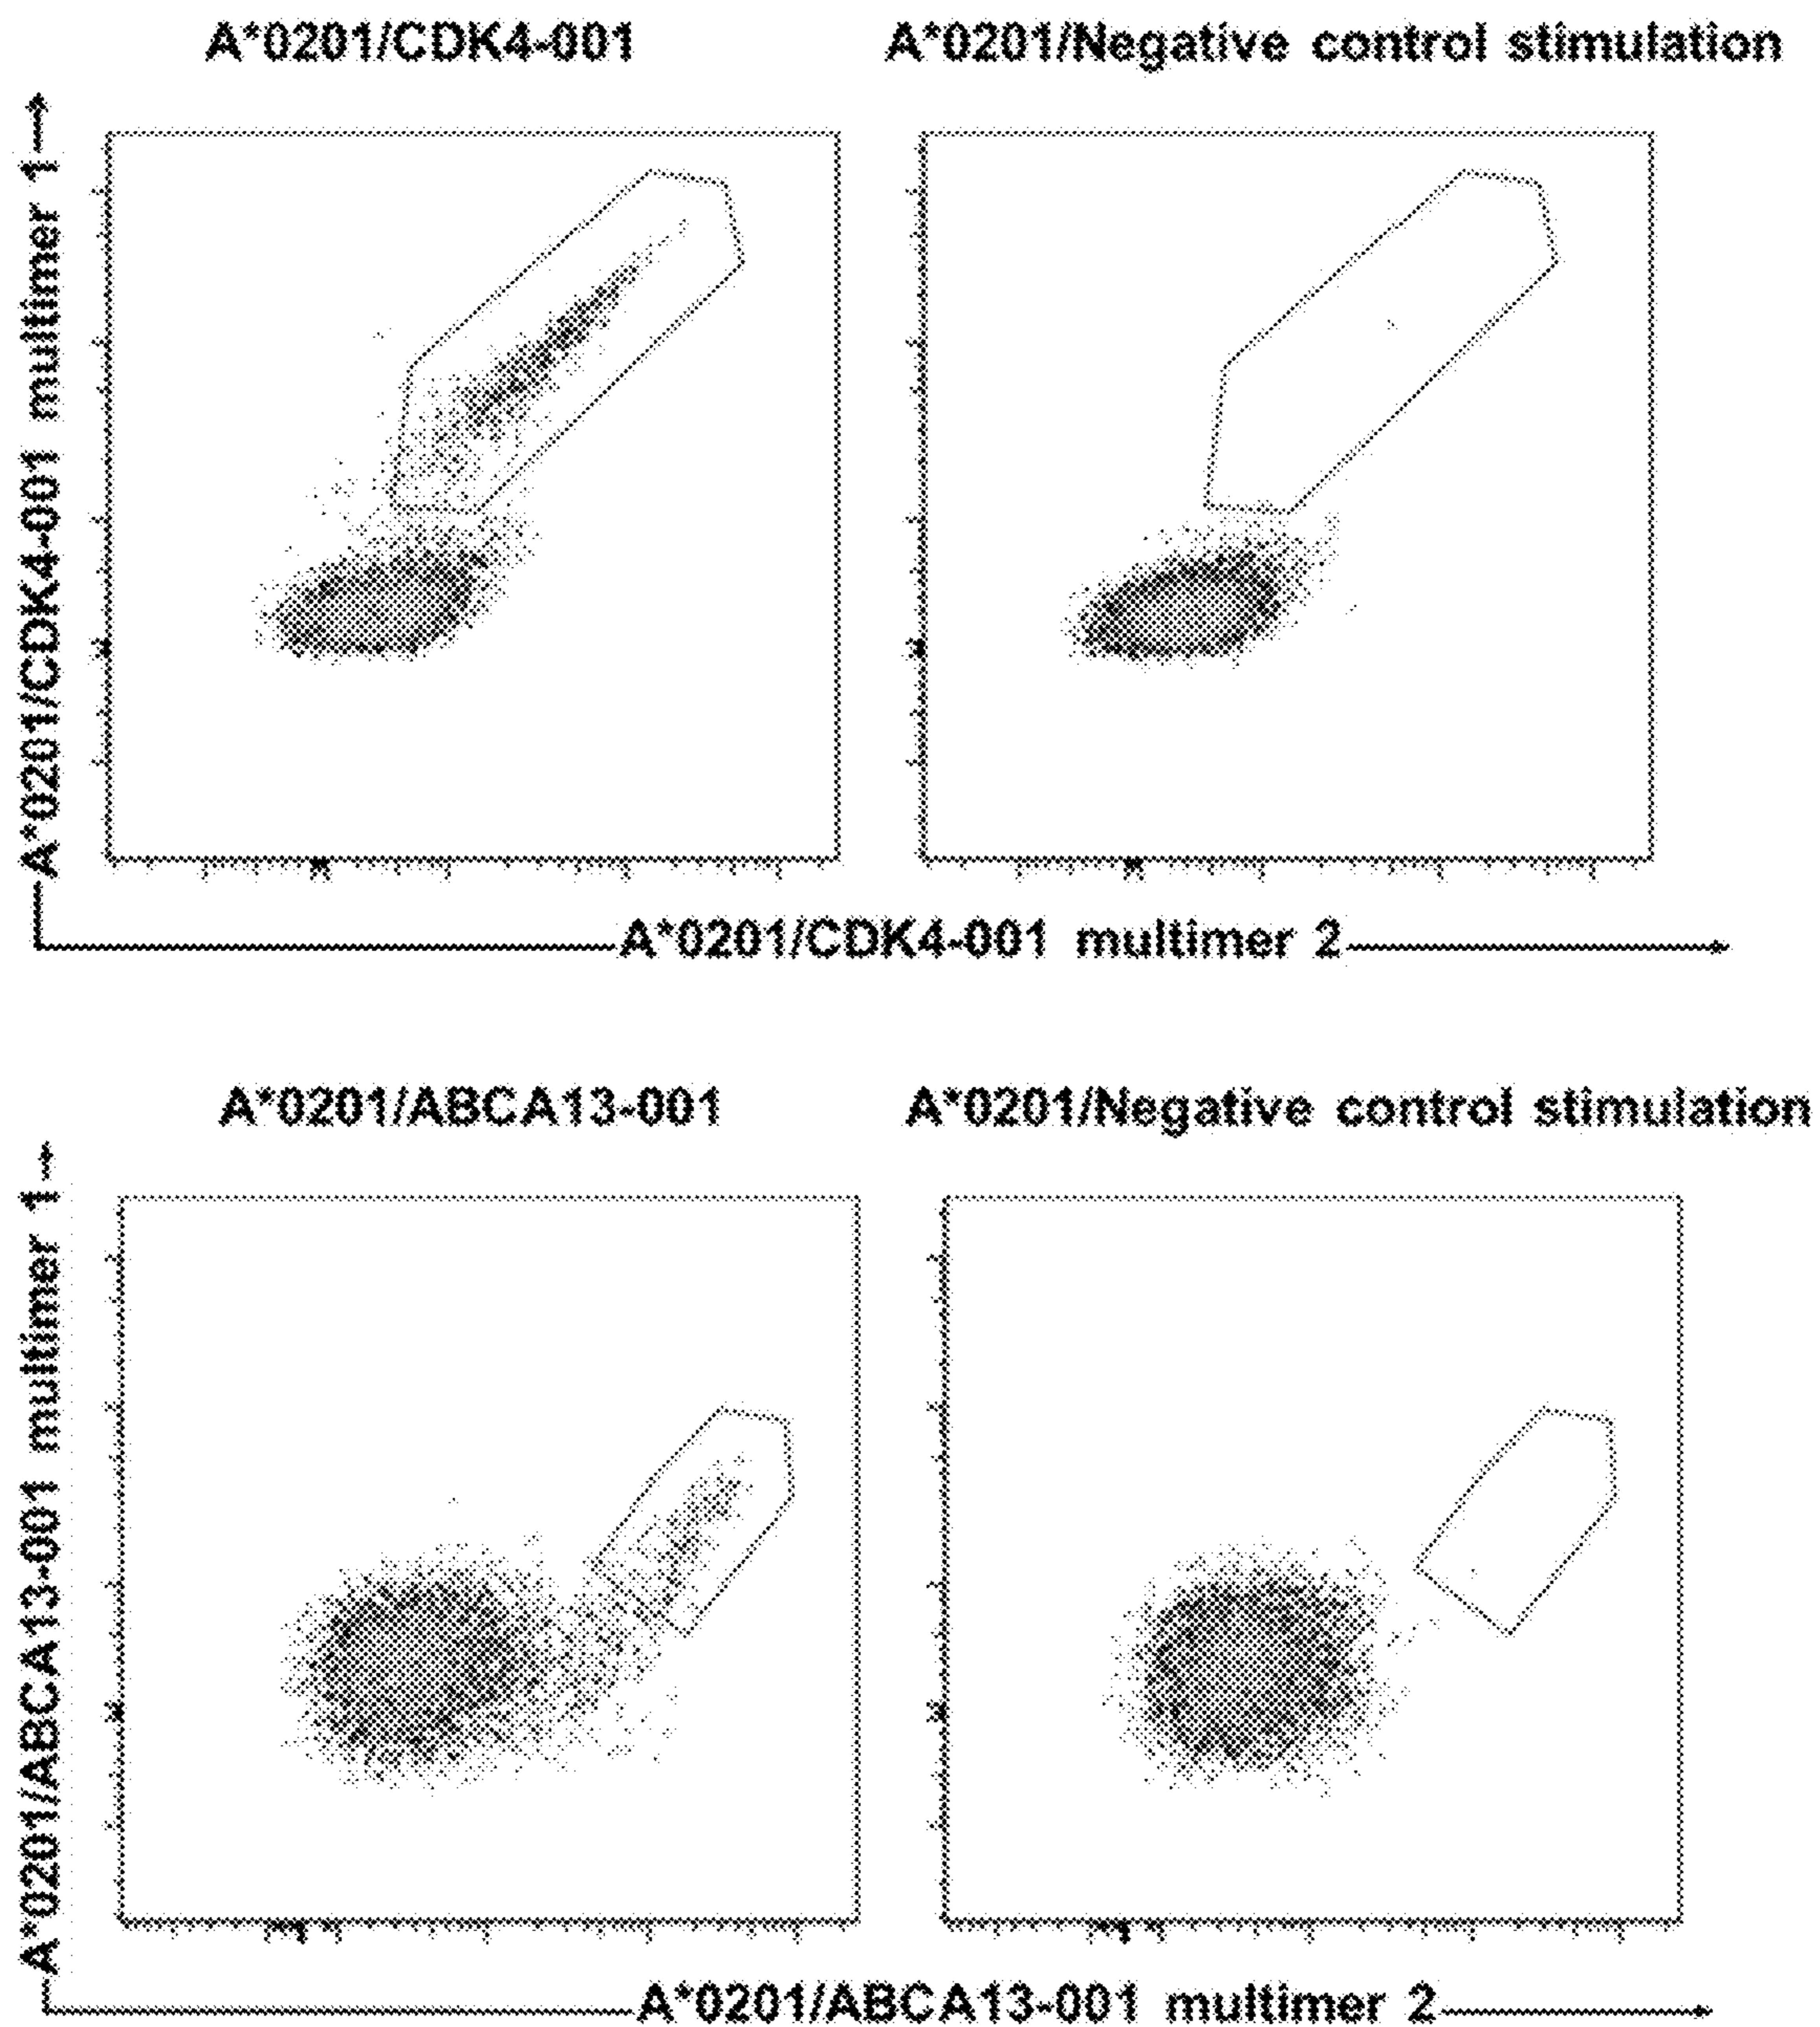 A*0201/CDK4-001
A*0201/Negative control stimulation
A*0201/CDK4-001 multimer 1
A*0201/CDK4-001 multimer 2
A*0201/ABCA13-001
A*0201/Negative control stimulation
A*0201/ABCA13-001 multimer 1
A*0201/ABCA13-001 multimer 2